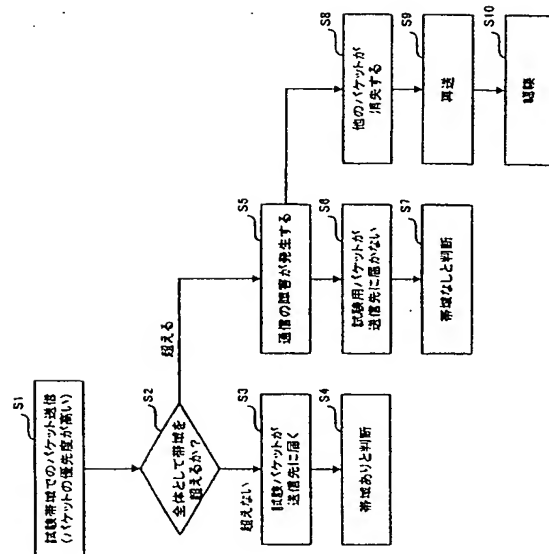 S1
試験帯域でのパケット送信
(パケットの優先度が高い)
S2
全体として帯域を
超えるか?
超えない
超える
S3
試験パケットが
送信先に届く
S4
帯域ありと判断
S5
通信の障害が発生する
S6
試験用パケットが
送信先に届かない
S7
帯域なしと判断
S8
他のパケットが
消失する
S9
再送
S10